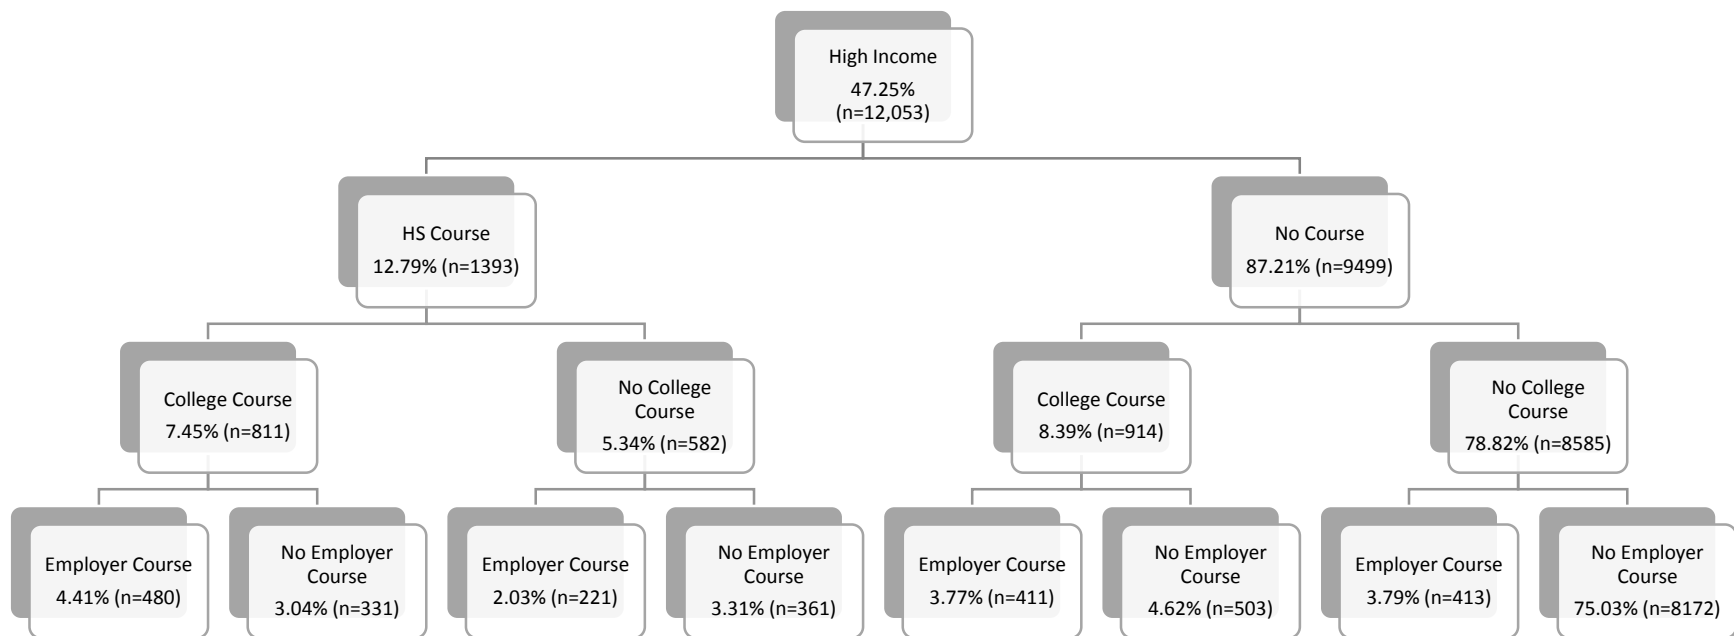 High Income
47.25%
(n=12,053)
HS Course
12.79% (n=1393)
No Course
87.21% (n=9499)
College Course
7.45% (n=811)
No College
Course
5.34% (n=582)
College Course
8.39% (n=914)
No College
Course
78.82% (n=8585)
Employer Course
4.41% (n=480)
No Employer
Course
3.04% (n=331)
Employer Course
2.03% (n=221)
No Employer
Course
3.31% (n=361)
Employer Course
3.77% (n=411)
No Employer
Course
4.62% (n=503)
Employer Course
3.79% (n=413)
No Employer
Course
75.03% (n=8172)